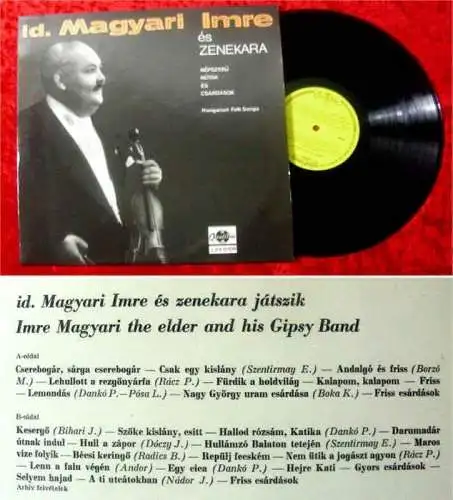 id. Magyari Imre
és
ZENEKARA
NÉPSZERŰ
NÓTÁK
ÉS
CSÁRDÁSOK
Hungarian Folk Songs
Qualiton
id. Magyari Imre és zenekara játszik
Imre Magyari the elder and his Gipsy Band
A-oldal
Cserebogár, sárga cserebogár — Csak egy kislány (Szentirmay E.) — Andalgó és friss (Borzó
M.) — Lehullott a rezgőnyárfa (Rácz P.) — Fürdik a holdvilág — Kalapom, kalapom — Friss
— Lemondás (Dankó P.— Pósa L.) — Nagy György uram csárdása (Boka K.) — Friss csárdások
B-oldal
Kesergő (Bihari J.) — Szőke kislány, csitt — Hallod rózsám, Katika (Dankó P.) — Darumadár
útnak indul — Hull a zápor (Dóczy J.) — Hullámzó Balaton tetején (Szentirmay E.) — Maros
vize folyik — Bécsi keringő (Radics B.) — Repülj fecském — Nem ütik a jogászt agyon (Rácz P.)
— Lenn a falu végén (Andor) — Egy cica (Dankó P.) — Hejre Kati — Gyors csárdások —
Selyem hajad — A ti utcátokban (Nádor J.) — Friss csárdások
Arhív felvételek